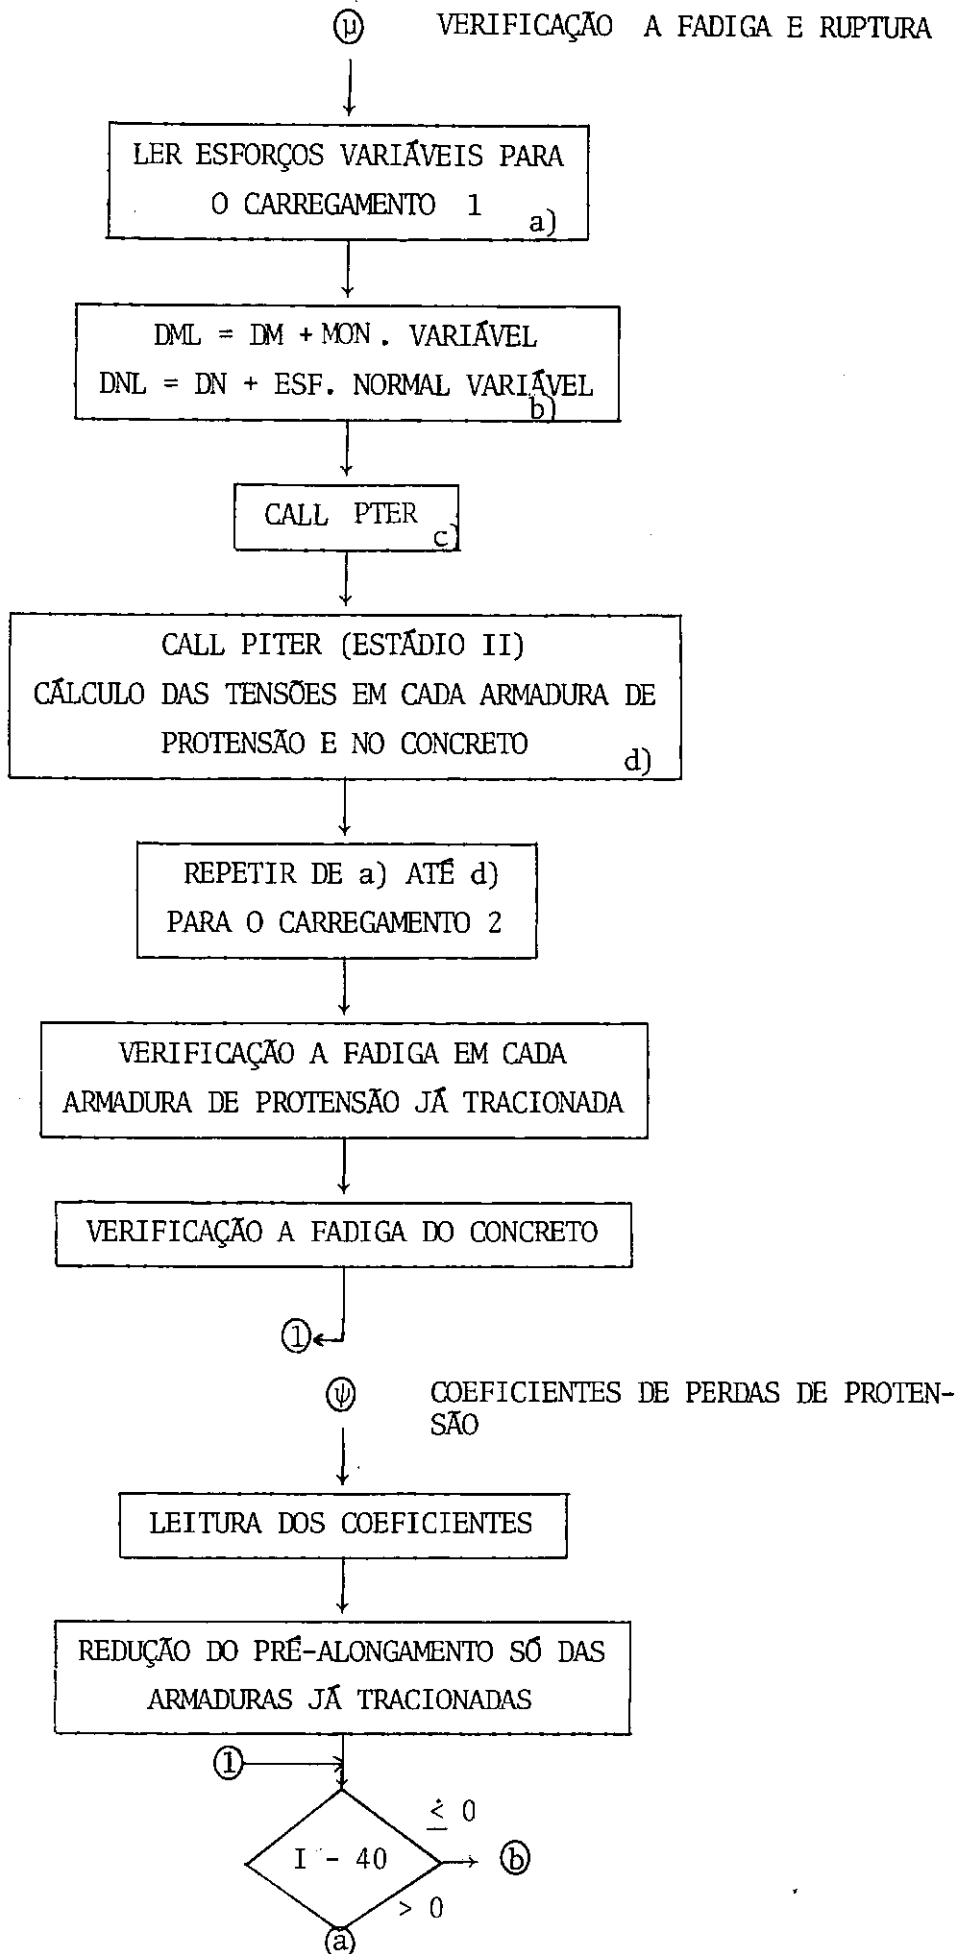 μ VERIFICAÇÃO A FADIGA E RUPTURA
LER ESFORÇOS VARIÁVEIS PARA
O CARREGAMENTO 1
a)
DML = DM + MON. VARIÁVEL
DNL = DN + ESF. NORMAL VARIÁVEL
b)
CALL PTER
c)
CALL PITER (ESTÁDIO II)
CÁLCULO DAS TENSÕES EM CADA ARMADURA DE
PROTENSÃO E NO CONCRETO
d)
REPETIR DE a) ATÉ d)
PARA O CARREGAMENTO 2
VERIFICAÇÃO A FADIGA EM CADA
ARMADURA DE PROTENSÃO JÁ TRACIONADA
VERIFICAÇÃO A FADIGA DO CONCRETO
1
ψ COEFICIENTES DE PERDAS DE PROTEN-
SÃO
LEITURA DOS COEFICIENTES
REDUÇÃO DO PRÉ-ALONGAMENTO SÓ DAS
ARMADURAS JÁ TRACIONADAS
1
≤ 0
I - 40
b
> 0
a